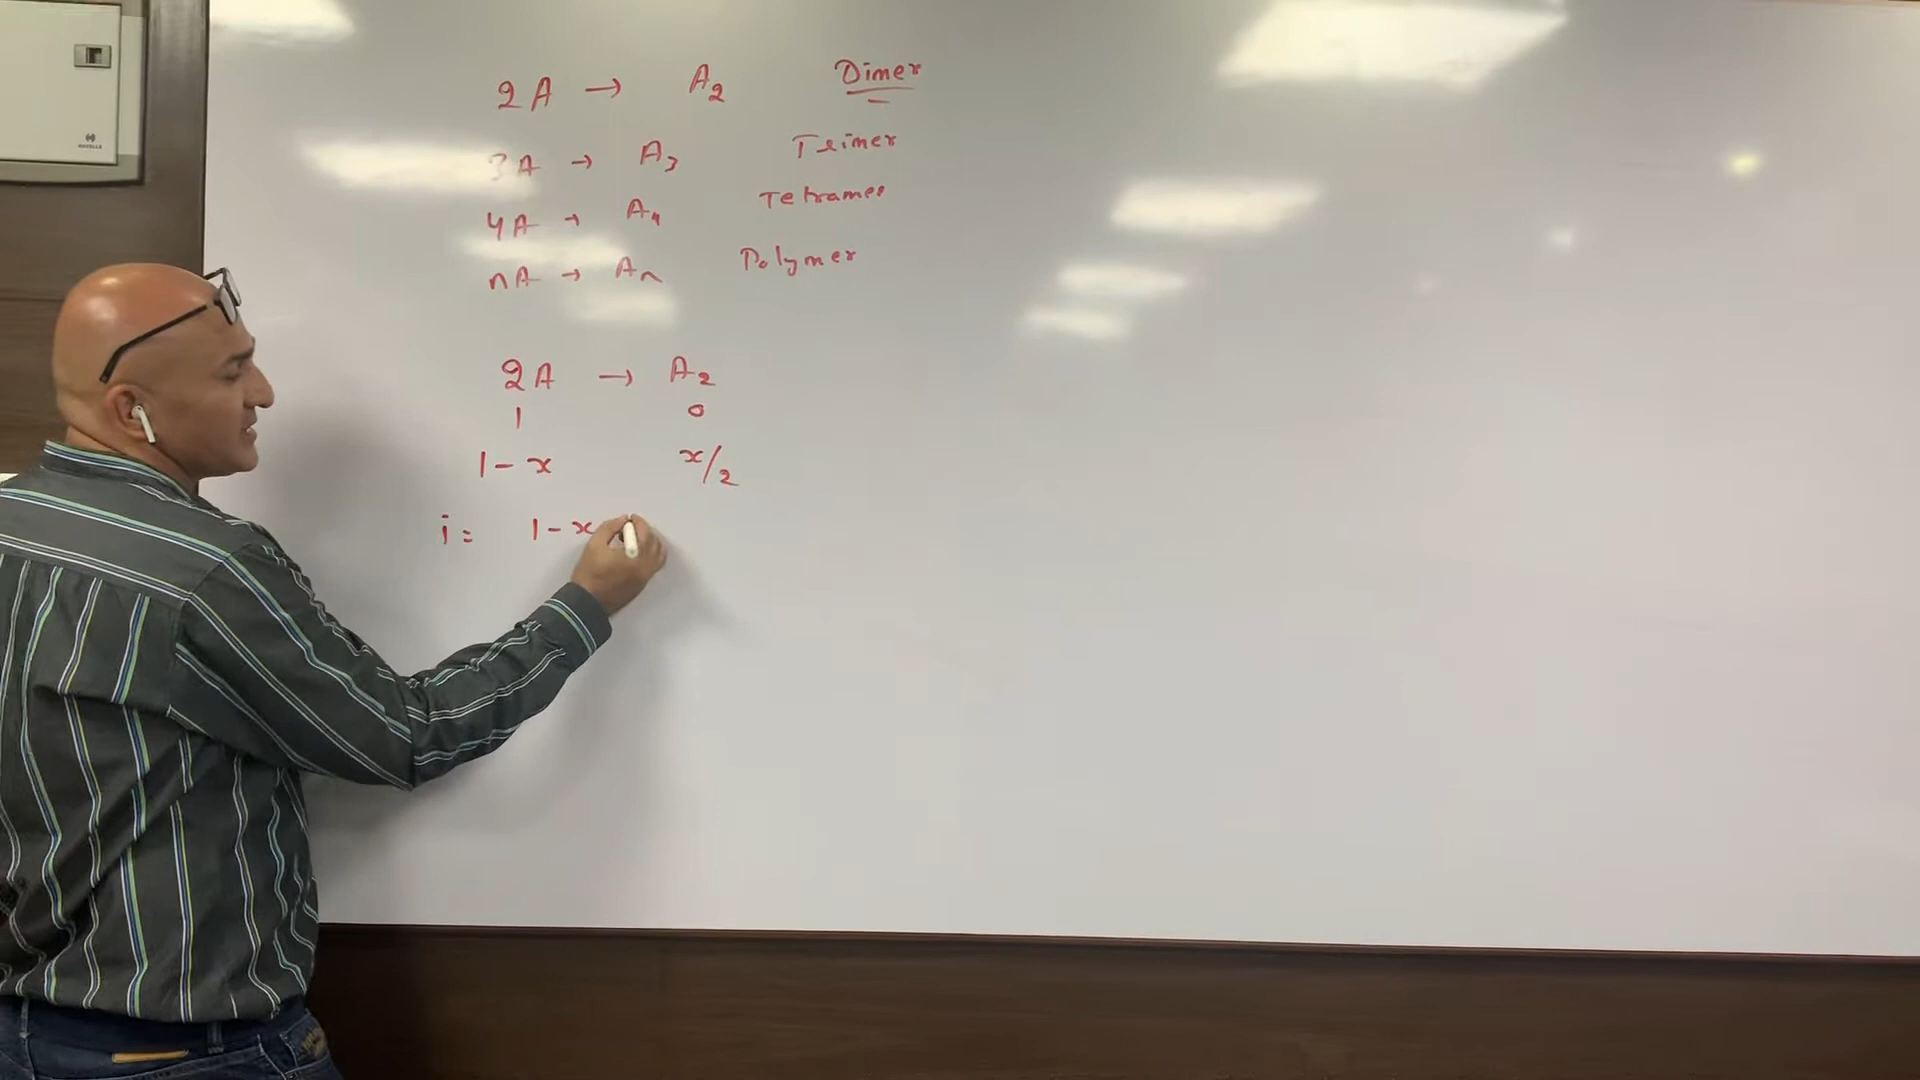 2A → A₂ Dimer
3A → A₃ Trimer
4A → A₄ Tetramer
nA → Aₙ Polymer
2A → A₂
1 0
1 - x x/2
i = 1 - x
HAVELLS